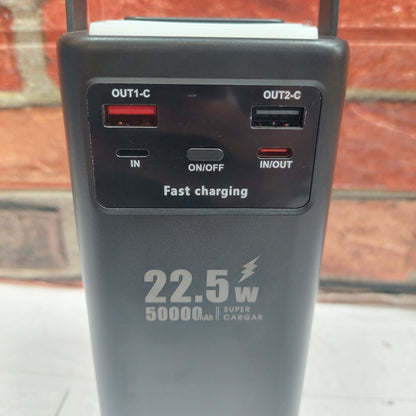 OUT1-C OUT2-C
IN ON/OFF IN/OUT
Fast charging
22.5W
50000mAh SUPER
CARGAR